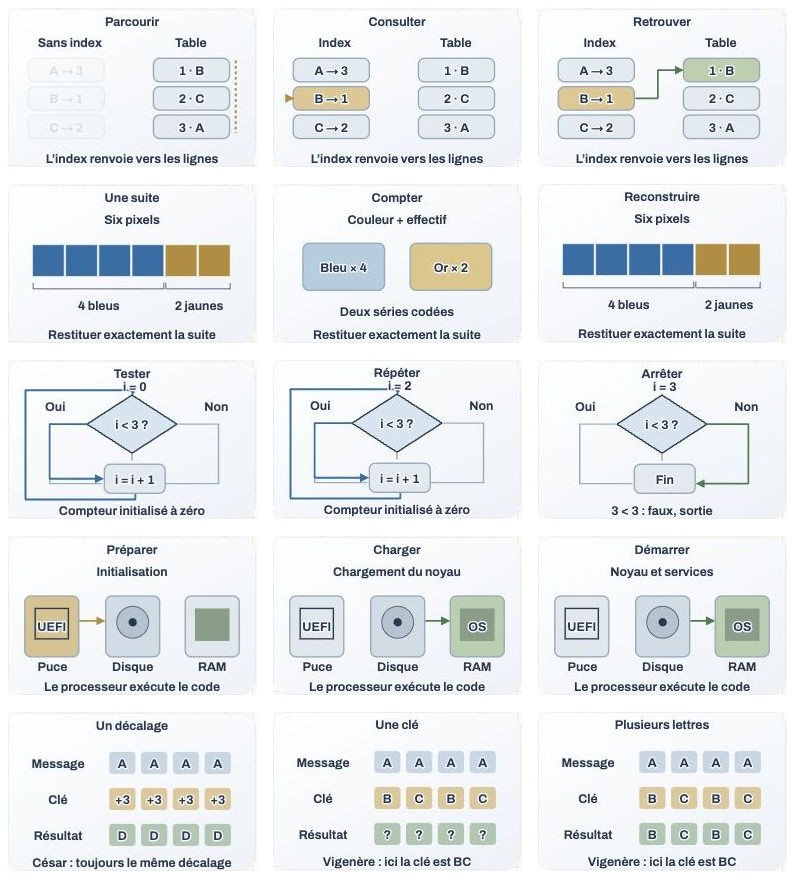 Parcourir
Sans index Table
A → 3 1 · B
B → 1 2 · C
C → 2 3 · A
L'index renvoie vers les lignes
Consulter
Index Table
A → 3 1 · B
B → 1 2 · C
C → 2 3 · A
L'index renvoie vers les lignes
Retrouver
Index Table
A → 3 1 · B
B → 1 2 · C
C → 2 3 · A
L'index renvoie vers les lignes
Une suite
Six pixels
4 bleus 2 jaunes
Restituer exactement la suite
Compter
Couleur + effectif
Bleu × 4 Or × 2
Deux séries codées
Restituer exactement la suite
Reconstruire
Six pixels
4 bleus 2 jaunes
Restituer exactement la suite
Tester
i = 0
Oui Non
i < 3 ?
i = i + 1
Compteur initialisé à zéro
Répéter
i = 2
Oui Non
i < 3 ?
i = i + 1
Compteur initialisé à zéro
Arrêter
i = 3
Oui Non
i < 3 ?
Fin
3 < 3 : faux, sortie
Préparer
Initialisation
UEFI
Puce Disque RAM
Le processeur exécute le code
Charger
Chargement du noyau
UEFI OS
Puce Disque RAM
Le processeur exécute le code
Démarrer
Noyau et services
UEFI OS
Puce Disque RAM
Le processeur exécute le code
Un décalage
Message A A A A
Clé +3 +3 +3 +3
Résultat D D D D
César : toujours le même décalage
Une clé
Message A A A A
Clé B C B C
Résultat ? ? ? ?
Vigenère : ici la clé est BC
Plusieurs lettres
Message A A A A
Clé B C B C
Résultat B C B C
Vigenère : ici la clé est BC